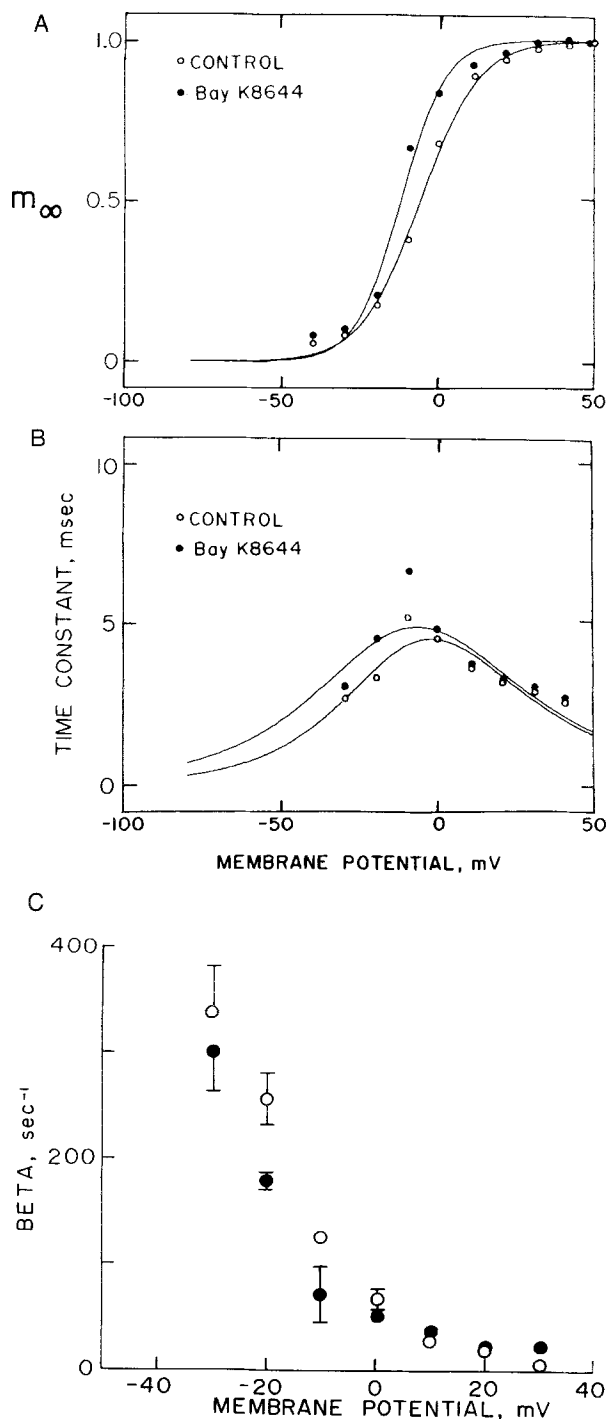 A
1.0
○ CONTROL
● Bay K8644
m∞
0.5
0
-100
-50
0
50
B
10
○ CONTROL
● Bay K8644
TIME CONSTANT, msec
5
0
-100
-50
0
50
MEMBRANE POTENTIAL, mV
C
400
BETA, sec⁻¹
200
0
-40
-20
0
20
40
MEMBRANE POTENTIAL, mV